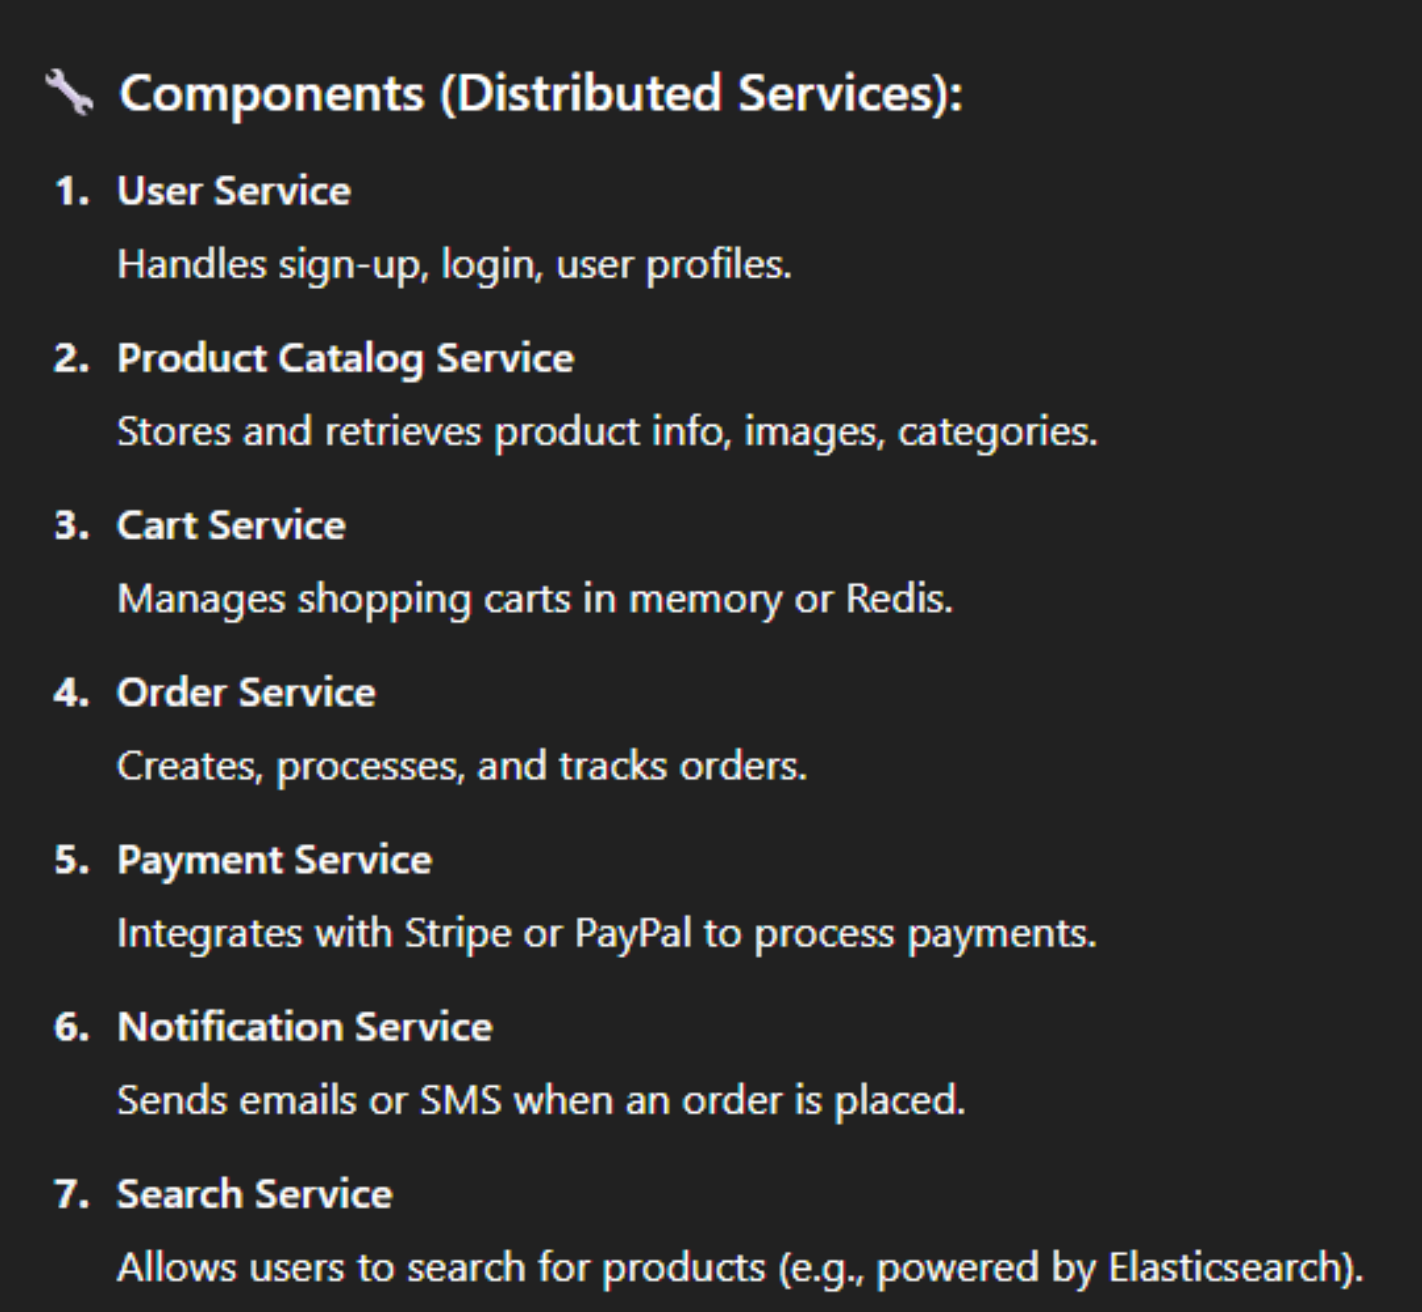 🔧 Components (Distributed Services):
1. User Service
Handles sign-up, login, user profiles.
2. Product Catalog Service
Stores and retrieves product info, images, categories.
3. Cart Service
Manages shopping carts in memory or Redis.
4. Order Service
Creates, processes, and tracks orders.
5. Payment Service
Integrates with Stripe or PayPal to process payments.
6. Notification Service
Sends emails or SMS when an order is placed.
7. Search Service
Allows users to search for products (e.g., powered by Elasticsearch).